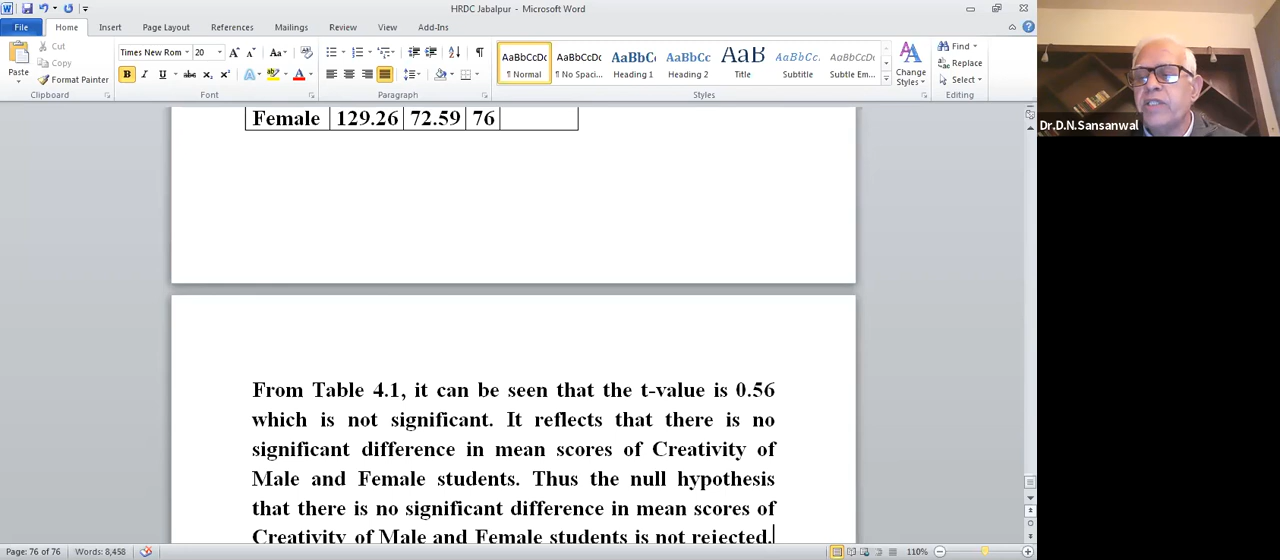 HRDC Jabalpur - Microsoft Word
File Home Insert Page Layout References Mailings Review View Add-Ins
Paste
Cut
Copy
Format Painter
Clipboard
Times New Rom 20
Font
Paragraph
AaBbCcDc AaBbCcDc AaBbC AaBbCc AaB AaBbCc. AaBbCcDc
¶ Normal ¶ No Spaci... Heading 1 Heading 2 Title Subtitle Subtle Em...
Change
Styles
Styles
Find
Replace
Select
Editing
Dr.D.N.Sansanwal
Female 129.26 72.59 76
From Table 4.1, it can be seen that the t-value is 0.56
which is not significant. It reflects that there is no
significant difference in mean scores of Creativity of
Male and Female students. Thus the null hypothesis
that there is no significant difference in mean scores of
Creativity of Male and Female students is not rejected.
Page: 76 of 76 Words: 8,458 110%